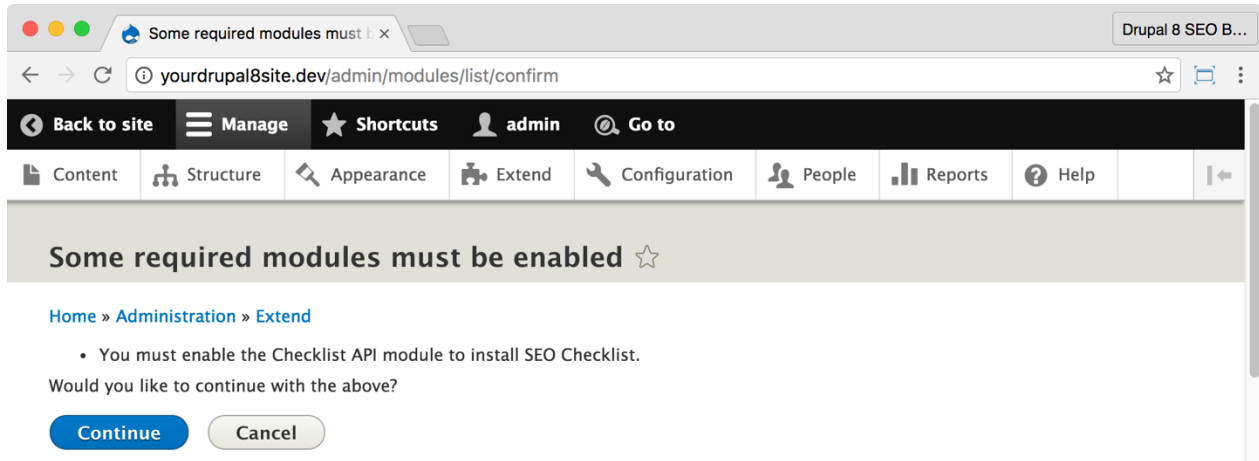 Some required modules must b ×
Drupal 8 SEO B...
yourdrupal8site.dev/admin/modules/list/confirm
Back to site Manage Shortcuts admin Go to
Content Structure Appearance Extend Configuration People Reports Help
Some required modules must be enabled
Home » Administration » Extend
• You must enable the Checklist API module to install SEO Checklist.
Would you like to continue with the above?
Continue Cancel